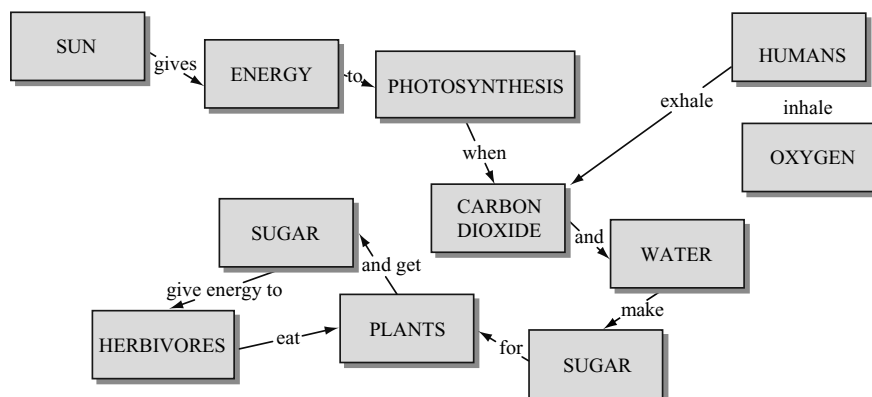 SUN
gives
ENERGY
to
PHOTOSYNTHESIS
HUMANS
exhale
inhale
OXYGEN
when
CARBON
DIOXIDE
and
WATER
SUGAR
and get
give energy to
make
HERBIVORES
eat
PLANTS
for
SUGAR